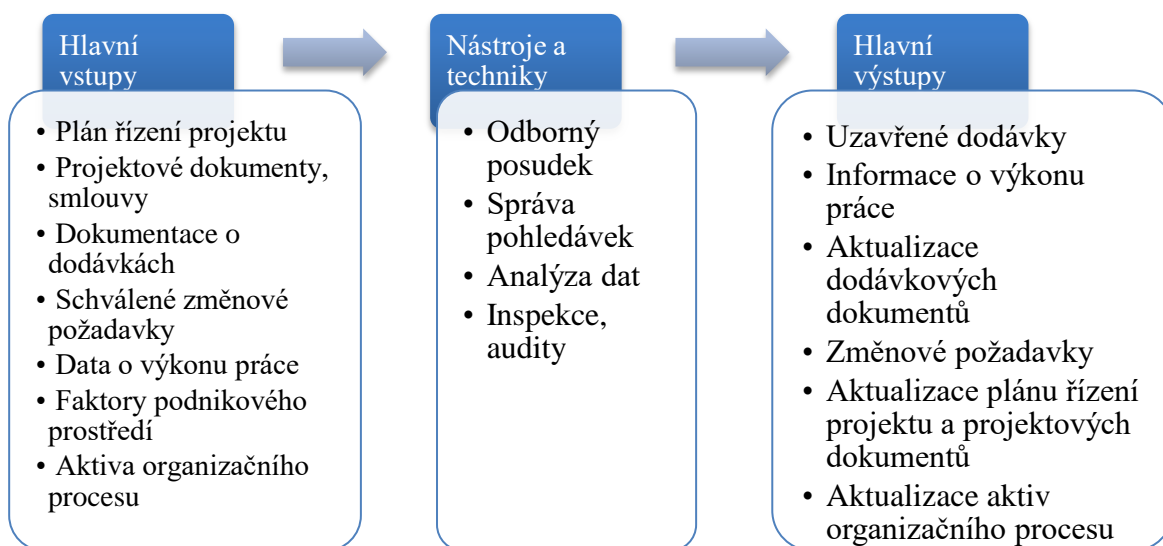 Hlavní
vstupy
• Plán řízení projektu
• Projektové dokumenty,
smlouvy
• Dokumentace o
dodávkách
• Schválené změnové
požadavky
• Data o výkonu práce
• Faktory podnikového
prostředí
• Aktiva organizačního
procesu
Nástroje a
techniky
• Odborný
posudek
• Správa
pohledávek
• Analýza dat
• Inspekce,
audity
Hlavní
výstupy
• Uzavřené dodávky
• Informace o výkonu
práce
• Aktualizace
dodávkových
dokumentů
• Změnové požadavky
• Aktualizace plánu řízení
projektu a projektových
dokumentů
• Aktualizace aktiv
organizačního procesu